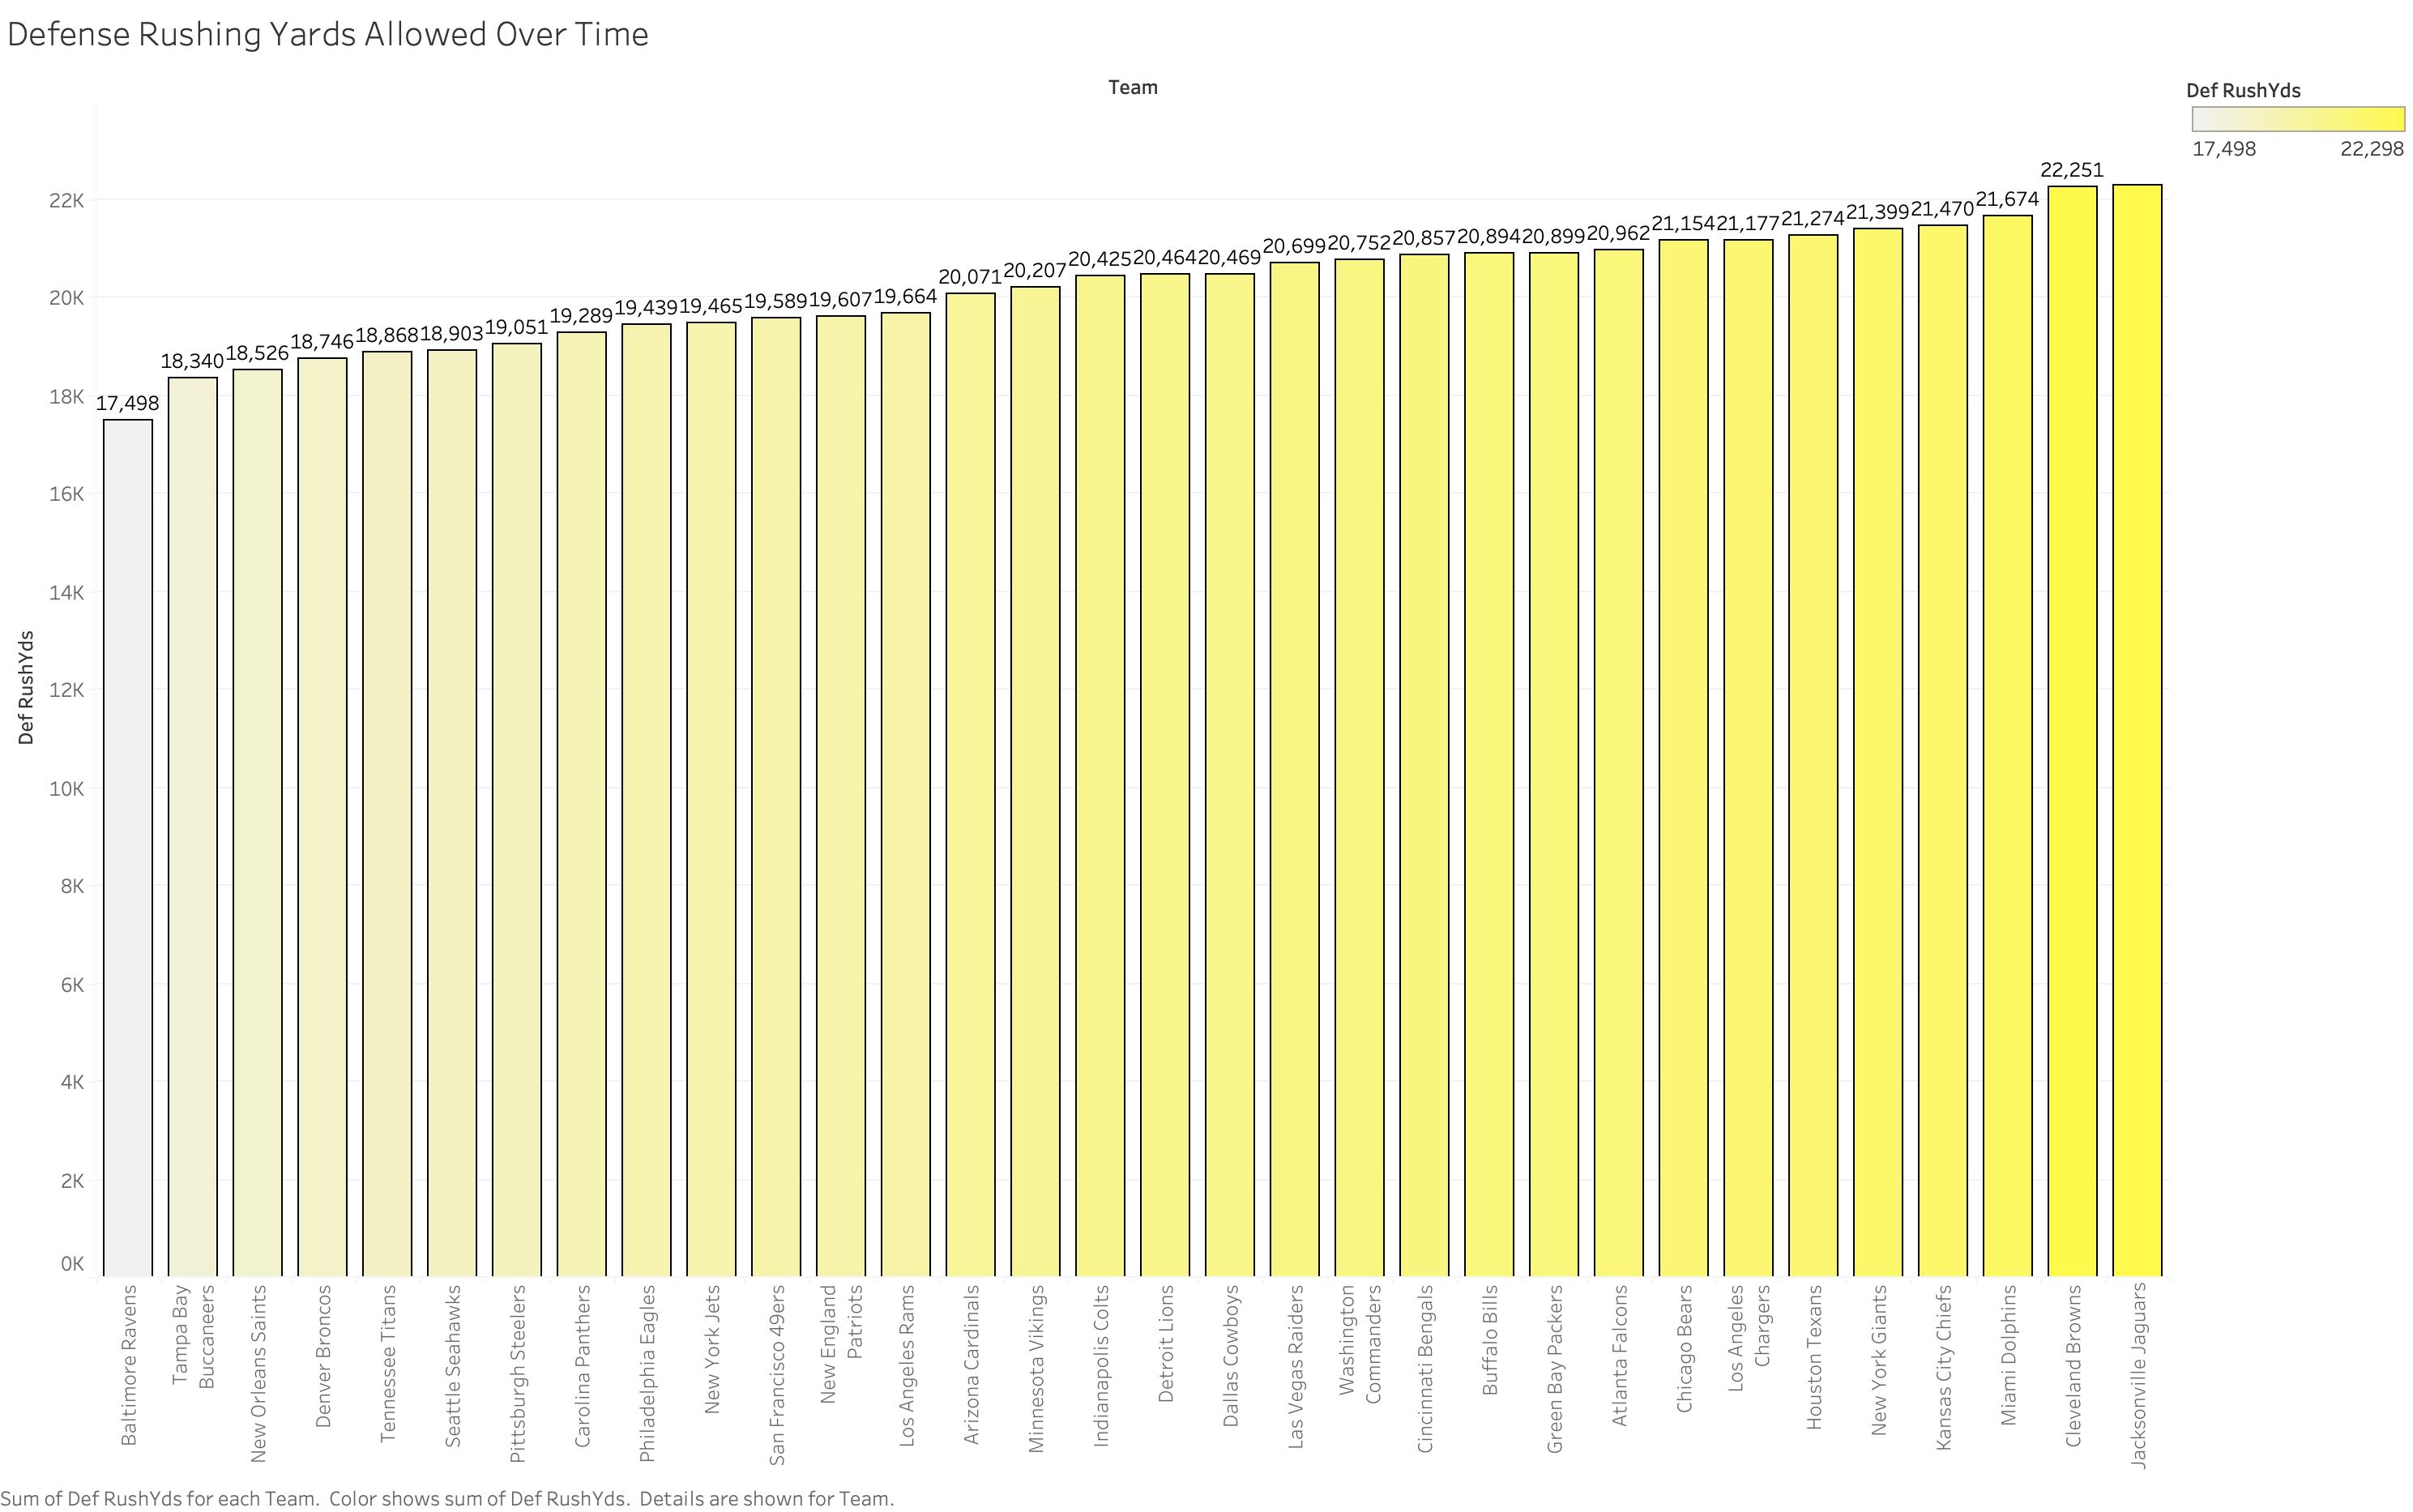 Defense Rushing Yards Allowed Over Time
Team
Def RushYds
17,498 22,298
22,251
22K
21,674
21,470
21,399
21,274
21,177
21,154
20,962
20,899
20,894
20,857
20,752
20,699
20,469
20,464
20,425
20,207
20,071
20K
19,664
19,607
19,589
19,465
19,439
19,289
19,051
18,903
18,868
18,746
18,526
18,340
18K
17,498
16K
14K
12K
10K
8K
6K
4K
2K
0K
Def RushYds
Baltimore Ravens
Tampa Bay
Buccaneers
New Orleans Saints
Denver Broncos
Tennessee Titans
Seattle Seahawks
Pittsburgh Steelers
Carolina Panthers
Philadelphia Eagles
New York Jets
San Francisco 49ers
New England
Patriots
Los Angeles Rams
Arizona Cardinals
Minnesota Vikings
Indianapolis Colts
Detroit Lions
Dallas Cowboys
Las Vegas Raiders
Washington
Commanders
Cincinnati Bengals
Buffalo Bills
Green Bay Packers
Atlanta Falcons
Chicago Bears
Los Angeles
Chargers
Houston Texans
New York Giants
Kansas City Chiefs
Miami Dolphins
Cleveland Browns
Jacksonville Jaguars
Sum of Def RushYds for each Team.  Color shows sum of Def RushYds.  Details are shown for Team.